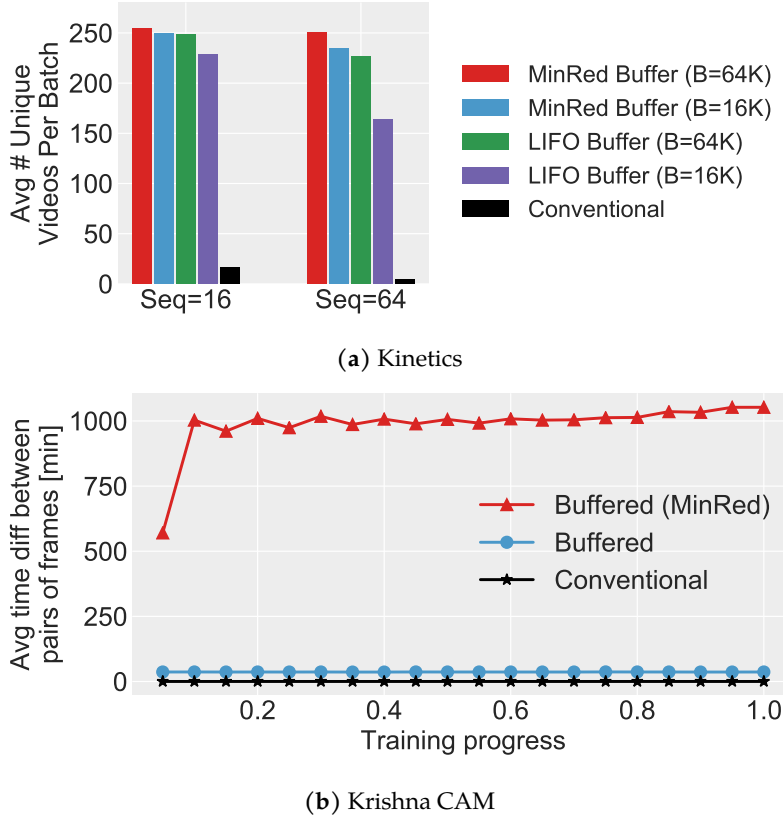 250
200
150
100
50
0
Avg # Unique
Videos Per Batch
Seq=16
Seq=64
MinRed Buffer (B=64K)
MinRed Buffer (B=16K)
LIFO Buffer (B=64K)
LIFO Buffer (B=16K)
Conventional
(a) Kinetics
1000
750
500
250
0
Avg time diff between
pairs of frames [min]
Buffered (MinRed)
Buffered
Conventional
0.2
0.4
0.6
0.8
1.0
Training progress
(b) Krishna CAM